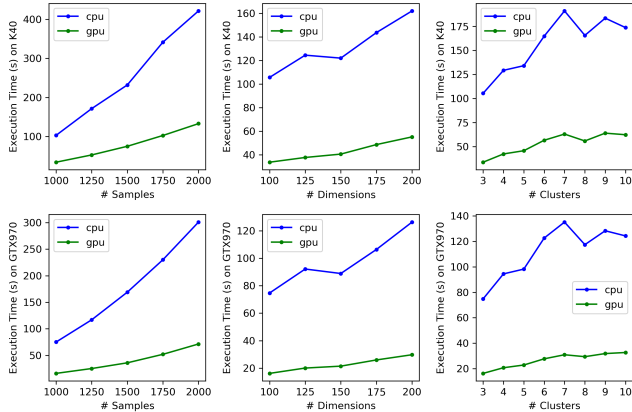 Execution Time (s) on K40
400
300
200
100
cpu
gpu
1000 1250 1500 1750 2000
# Samples
Execution Time (s) on K40
160
140
120
100
80
60
40
cpu
gpu
100 125 150 175 200
# Dimensions
Execution Time (s) on K40
175
150
125
100
75
50
cpu
gpu
3 4 5 6 7 8 9 10
# Clusters
Execution Time (s) on GTX970
300
250
200
150
100
50
cpu
gpu
1000 1250 1500 1750 2000
# Samples
Execution Time (s) on GTX970
120
100
80
60
40
20
cpu
gpu
100 125 150 175 200
# Dimensions
Execution Time (s) on GTX970
140
120
100
80
60
40
20
cpu
gpu
3 4 5 6 7 8 9 10
# Clusters